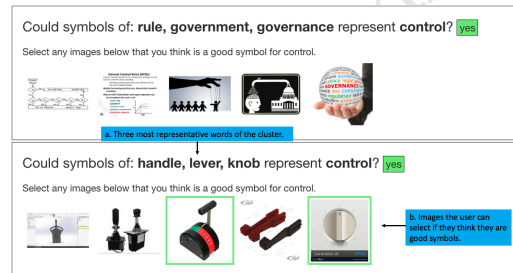 Could symbols of: rule, government, governance represent control? yes
Select any images below that you think is a good symbol for control.
GOVERNANCE
a. Three most representative words of the cluster.
Could symbols of: handle, lever, knob represent control? yes
Select any images below that you think is a good symbol for control.
b. Images the user can
select if they think they are
good symbols.